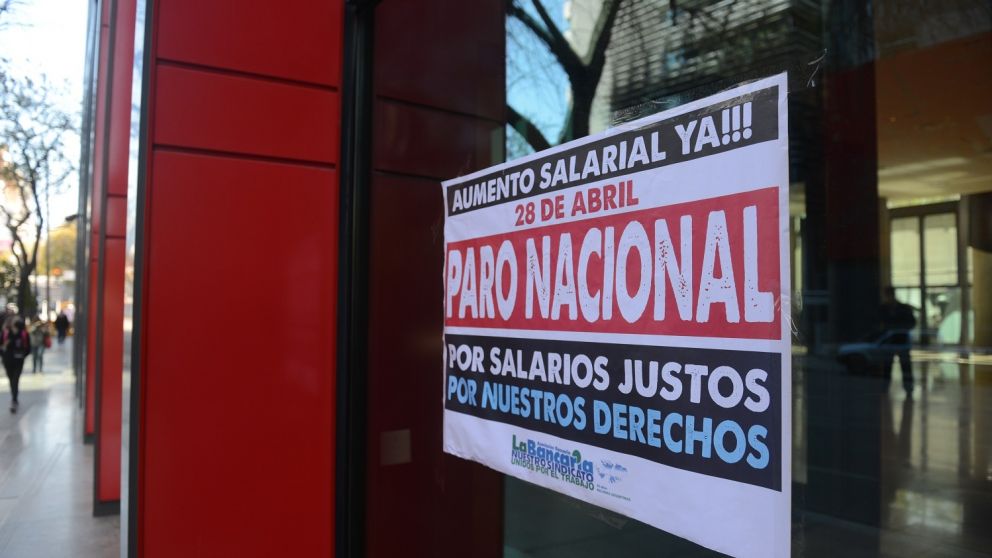 AUMENTO SALARIAL YA!!!
28 DE ABRIL
PARO NACIONAL
POR SALARIOS JUSTOS
POR NUESTROS DERECHOS
LaBancaria
NUESTRO SINDICATO
UNIDOS POR EL TRABAJO